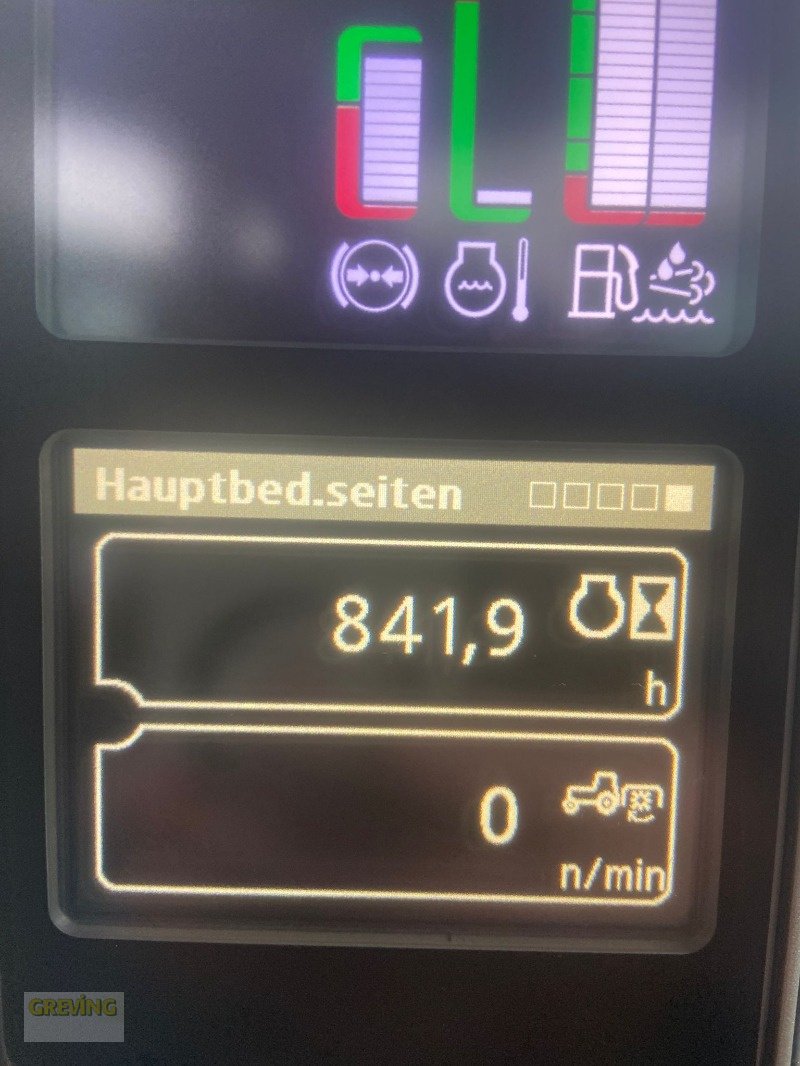 Hauptbed.seiten
841,9
h
0
n/min
GREVING